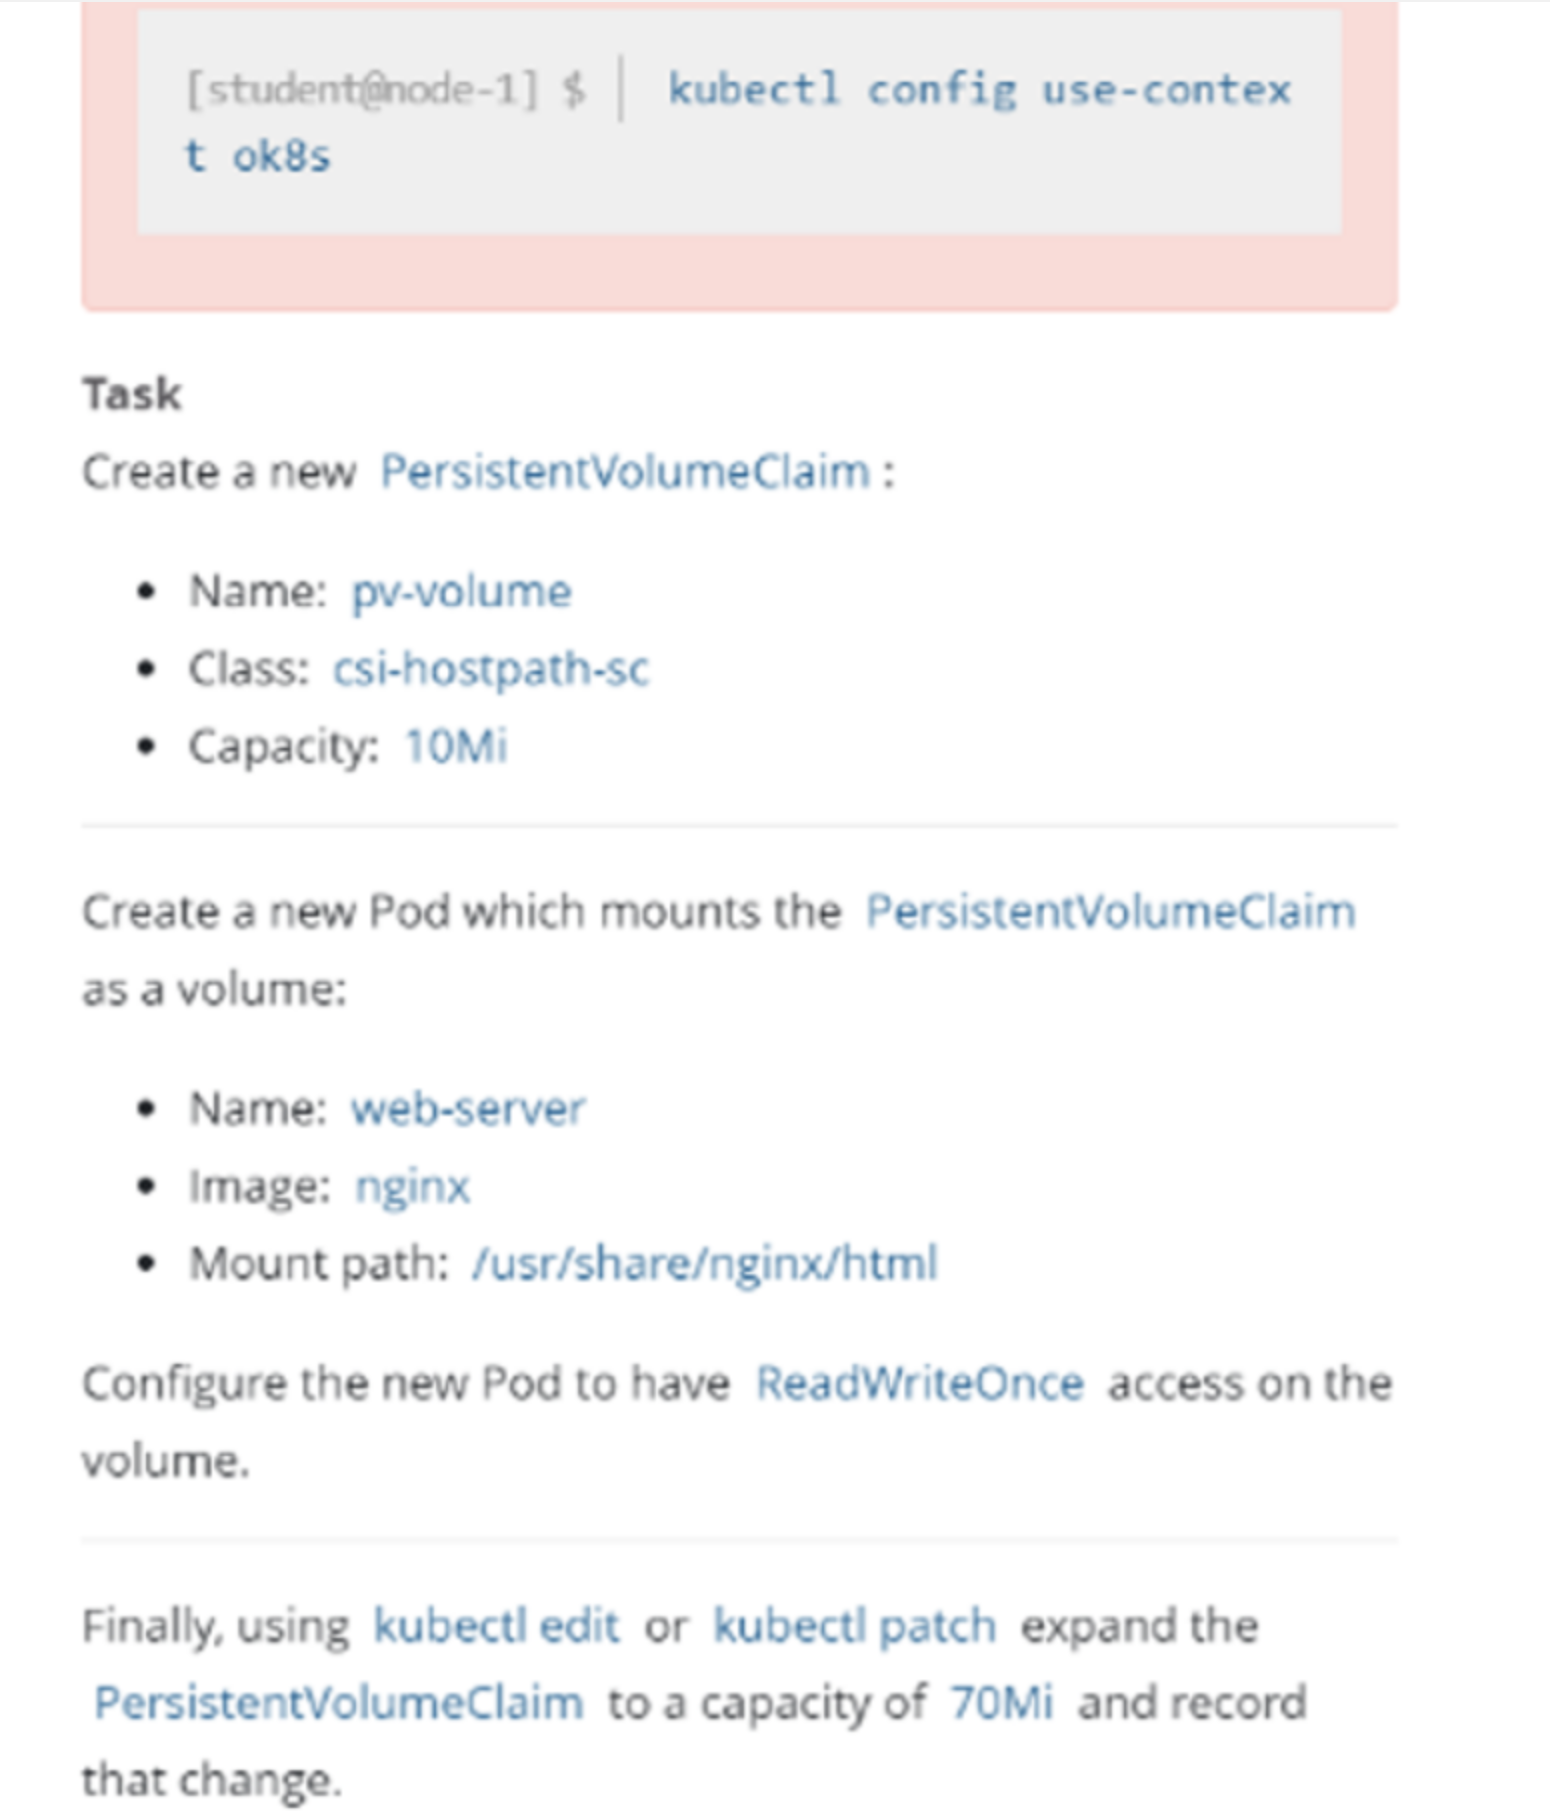 [student@node-1] $ | kubectl config use-contex
t ok8s
Task
Create a new PersistentVolumeClaim :
• Name: pv-volume
• Class: csi-hostpath-sc
• Capacity: 10Mi
Create a new Pod which mounts the PersistentVolumeClaim
as a volume:
• Name: web-server
• Image: nginx
• Mount path: /usr/share/nginx/html
Configure the new Pod to have ReadWriteOnce access on the
volume.
Finally, using kubectl edit or kubectl patch expand the
PersistentVolumeClaim to a capacity of 70Mi and record
that change.